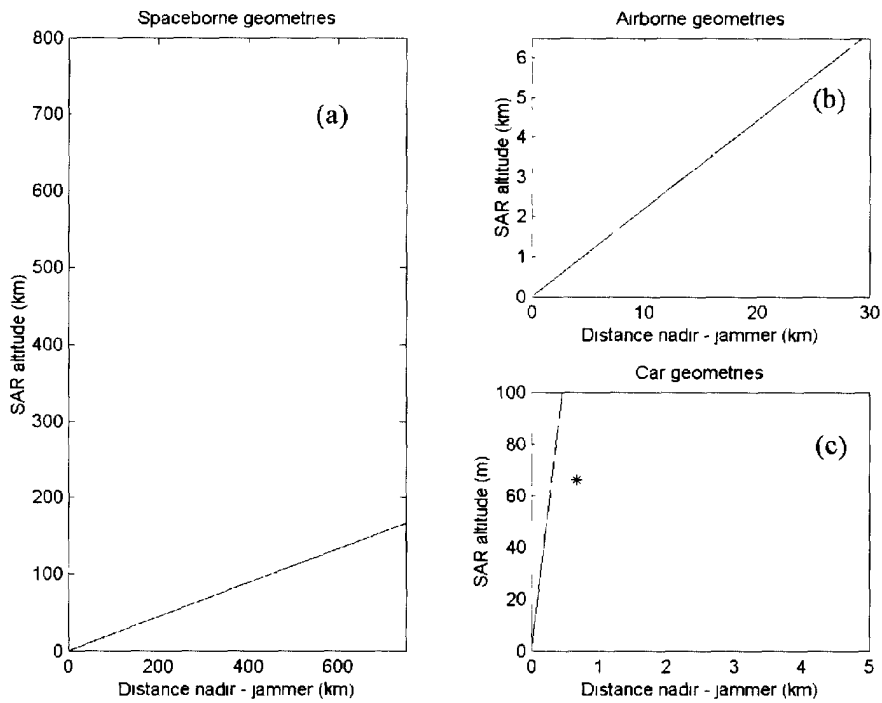 Spaceborne geometries
800
700
600
500
400
300
200
100
0
SAR altitude (km)
(a)
0 200 400 600
Distance nadir - jammer (km)
Airborne geometries
6
5
4
3
2
1
0
SAR altitude (km)
(b)
0 10 20 30
Distance nadir - jammer (km)
Car geometries
100
80
60
40
20
0
SAR altitude (m)
(c)
*
0 1 2 3 4 5
Distance nadir - jammer (km)